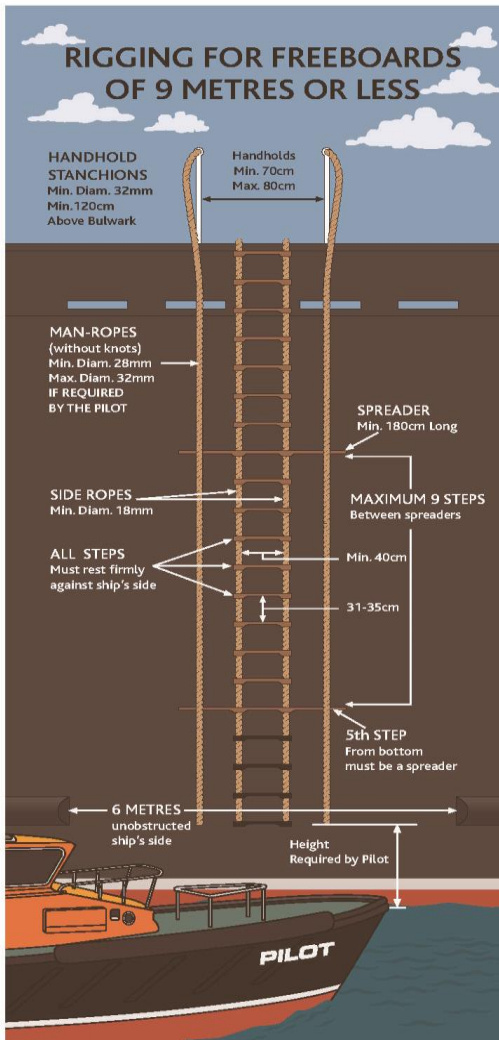 RIGGING FOR FREEBOARDS
OF 9 METRES OR LESS
HANDHOLD
STANCHIONS
Min. Diam. 32mm
Min. 120cm
Above Bulwark
Handholds
Min. 70cm
Max. 80cm
MAN-ROPES
(without knots)
Min. Diam. 28mm
Max. Diam. 32mm
IF REQUIRED
BY THE PILOT
SPREADER
Min. 180cm Long
SIDE ROPES
Min. Diam. 18mm
MAXIMUM 9 STEPS
Between spreaders
ALL STEPS
Must rest firmly
against ship's side
Min. 40cm
31-35cm
5th STEP
From bottom
must be a spreader
6 METRES
unobstructed
ship's side
Height
Required by Pilot
PILOT